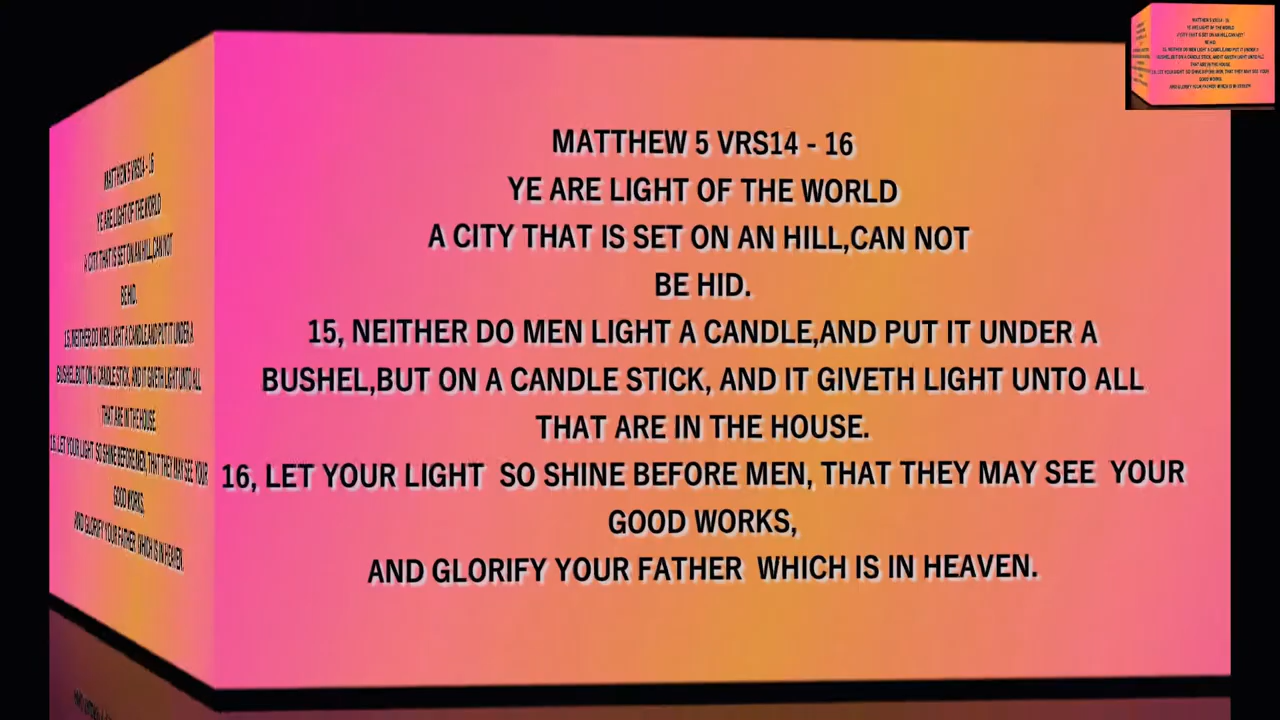 MATTHEW 5 VRS14 - 16
YE ARE LIGHT OF THE WORLD
A CITY THAT IS SET ON AN HILL,CAN NOT
BE HID.
15, NEITHER DO MEN LIGHT A CANDLE,AND PUT IT UNDER A
BUSHEL,BUT ON A CANDLE STICK, AND IT GIVETH LIGHT UNTO ALL
THAT ARE IN THE HOUSE.
16, LET YOUR LIGHT  SO SHINE BEFORE MEN, THAT THEY MAY SEE  YOUR
GOOD WORKS,
AND GLORIFY YOUR FATHER  WHICH IS IN HEAVEN.